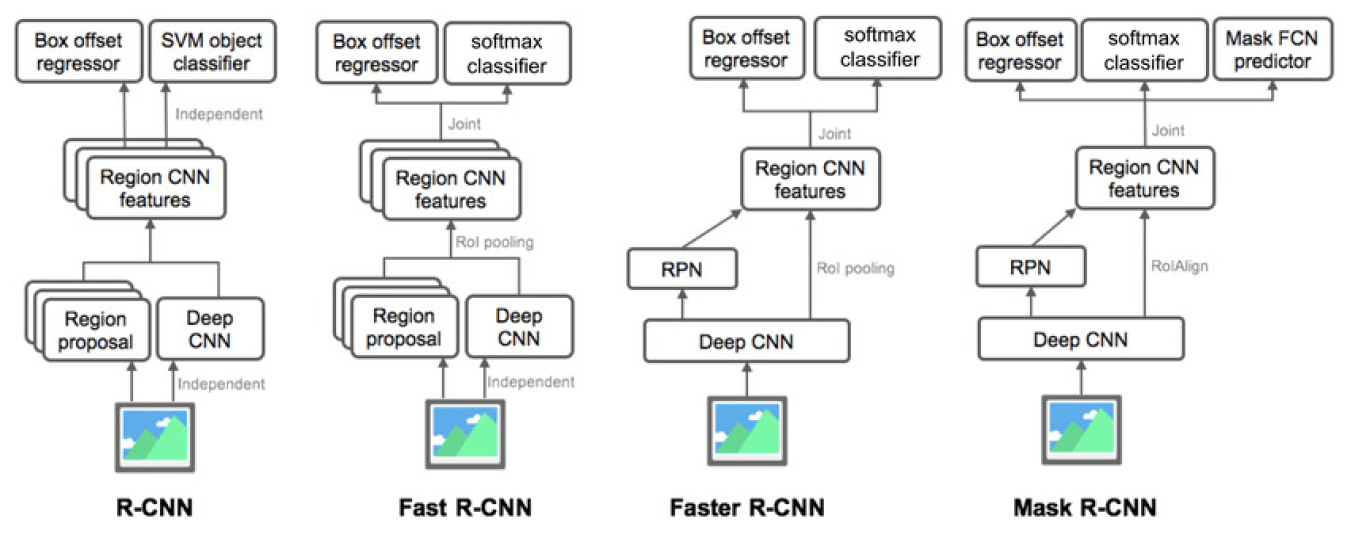 Box offset
regressor
SVM object
classifier
Independent
Region CNN
features
Region
proposal
Deep
CNN
Independent
R-CNN
Box offset
regressor
softmax
classifier
Joint
Region CNN
features
RoI pooling
Region
proposal
Deep
CNN
Independent
Fast R-CNN
Box offset
regressor
softmax
classifier
Joint
Region CNN
features
RPN
RoI pooling
Deep CNN
Faster R-CNN
Box offset
regressor
softmax
classifier
Mask FCN
predictor
Joint
Region CNN
features
RPN
RoIAlign
Deep CNN
Mask R-CNN